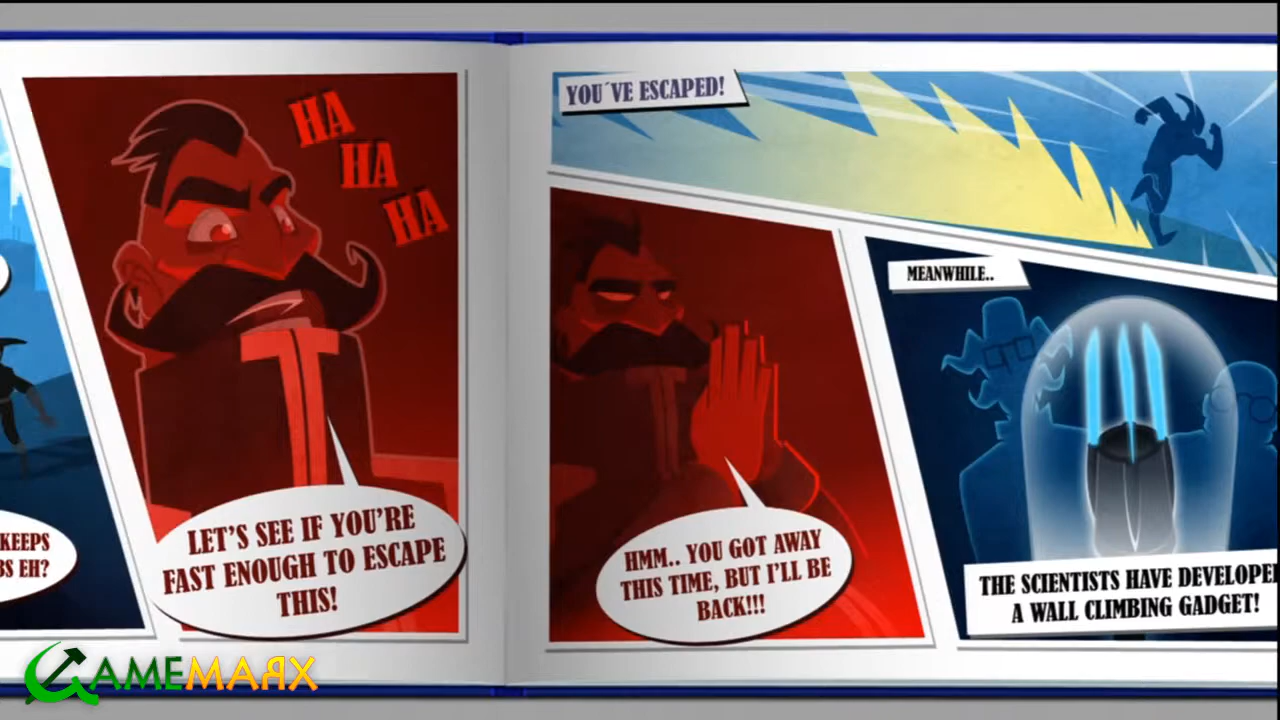 KEEPS
BS EH?
HA
HA
HA
LET'S SEE IF YOU'RE
FAST ENOUGH TO ESCAPE
THIS!
YOU´VE ESCAPED!
HMM.. YOU GOT AWAY
THIS TIME, BUT I'LL BE
BACK!!!
MEANWHILE..
THE SCIENTISTS HAVE DEVELOPE
A WALL CLIMBING GADGET!
GAMEMARX